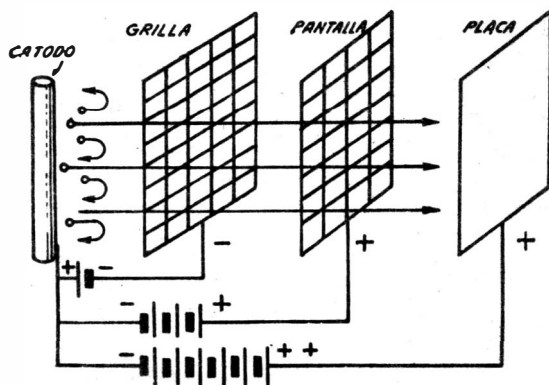 GRILLA
PANTALLA
PLACA
CATODO
- + +
+ -
- +
- + +